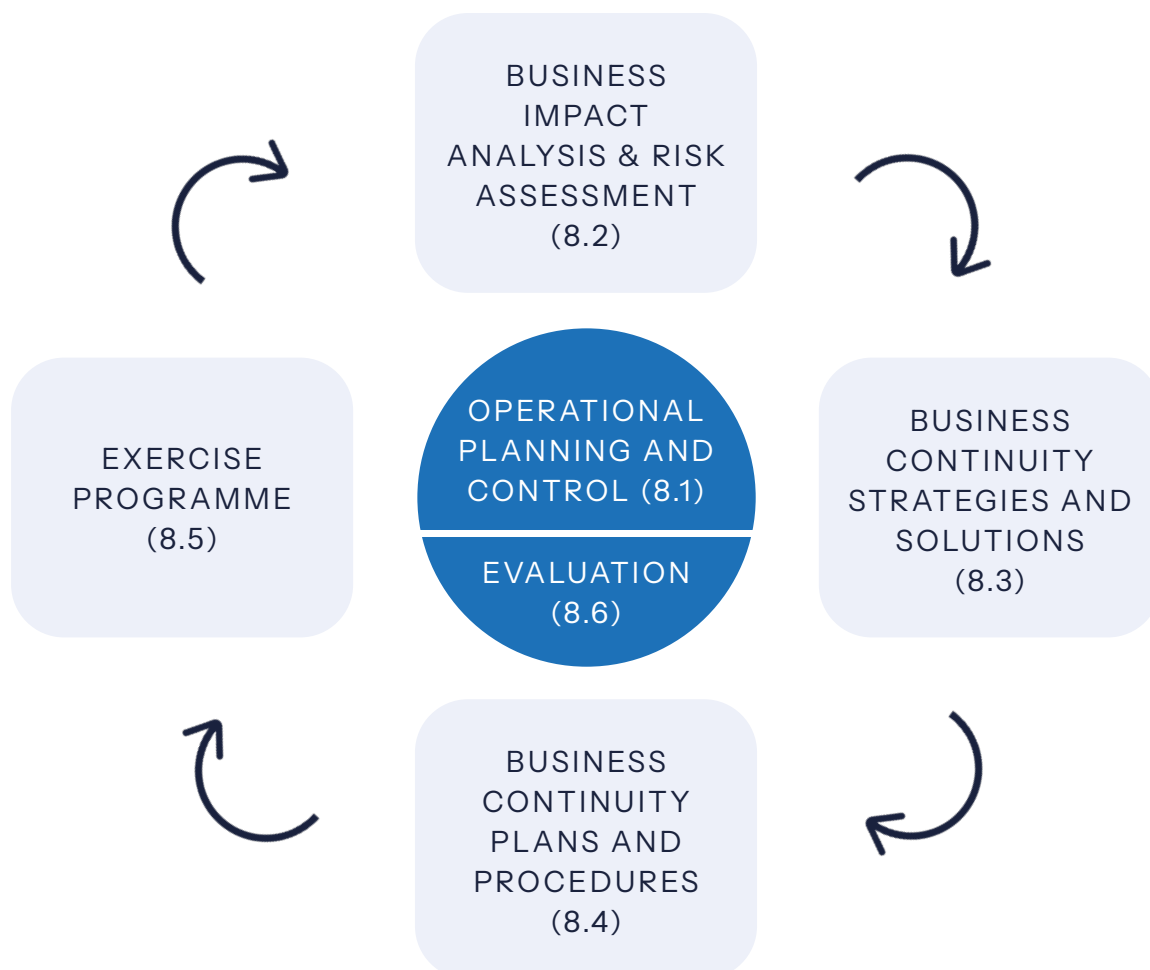 BUSINESS
IMPACT
ANALYSIS & RISK
ASSESSMENT
(8.2)
EXERCISE
PROGRAMME
(8.5)
OPERATIONAL
PLANNING AND
CONTROL (8.1)
EVALUATION
(8.6)
BUSINESS
CONTINUITY
STRATEGIES AND
SOLUTIONS
(8.3)
BUSINESS
CONTINUITY
PLANS AND
PROCEDURES
(8.4)